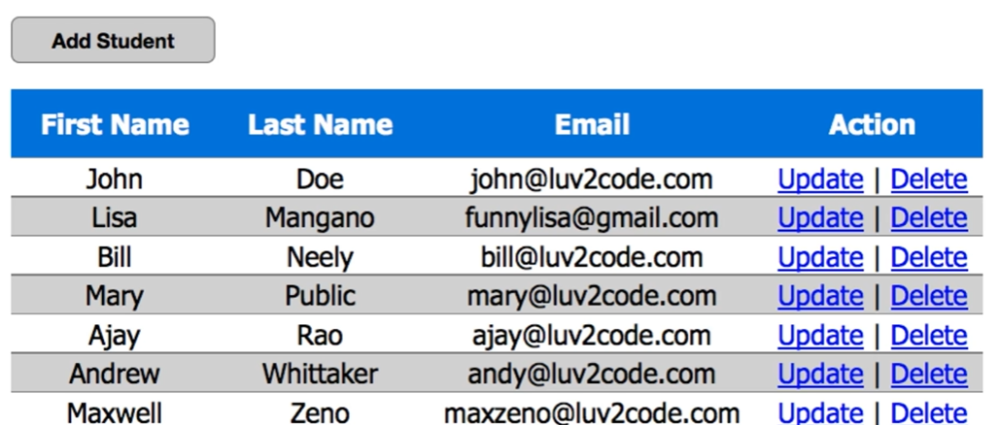 Add Student
First Name Last Name Email Action
John Doe john@luv2code.com Update | Delete
Lisa Mangano funnylisa@gmail.com Update | Delete
Bill Neely bill@luv2code.com Update | Delete
Mary Public mary@luv2code.com Update | Delete
Ajay Rao ajay@luv2code.com Update | Delete
Andrew Whittaker andy@luv2code.com Update | Delete
Maxwell Zeno maxzeno@luv2code.com Update | Delete